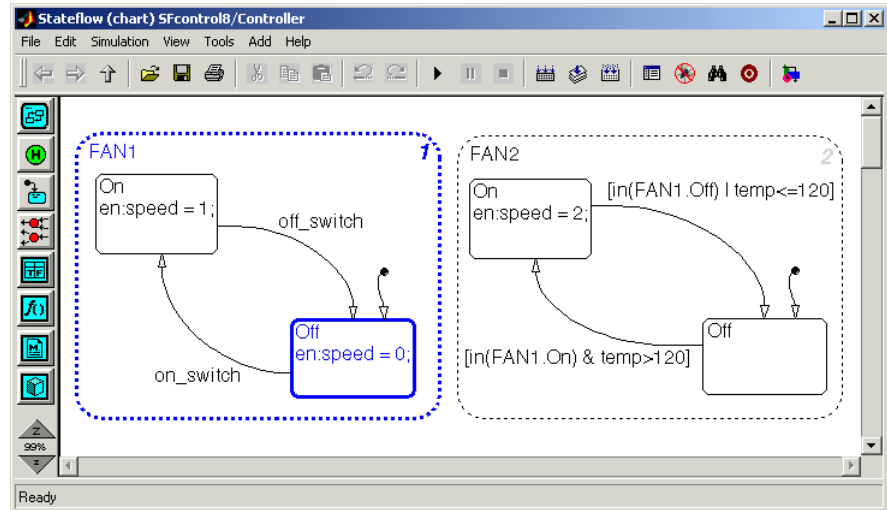 Stateflow (chart) SFcontrol8/Controller
File Edit Simulation View Tools Add Help
FAN1
1
On
en:speed = 1;
off_switch
Off
en:speed = 0;
on_switch
FAN2
2
On
en:speed = 2;
[in(FAN1.Off) | temp<=120]
Off
[in(FAN1.On) & temp>120]
H
TF
f()
M
Z
99%
z
Ready